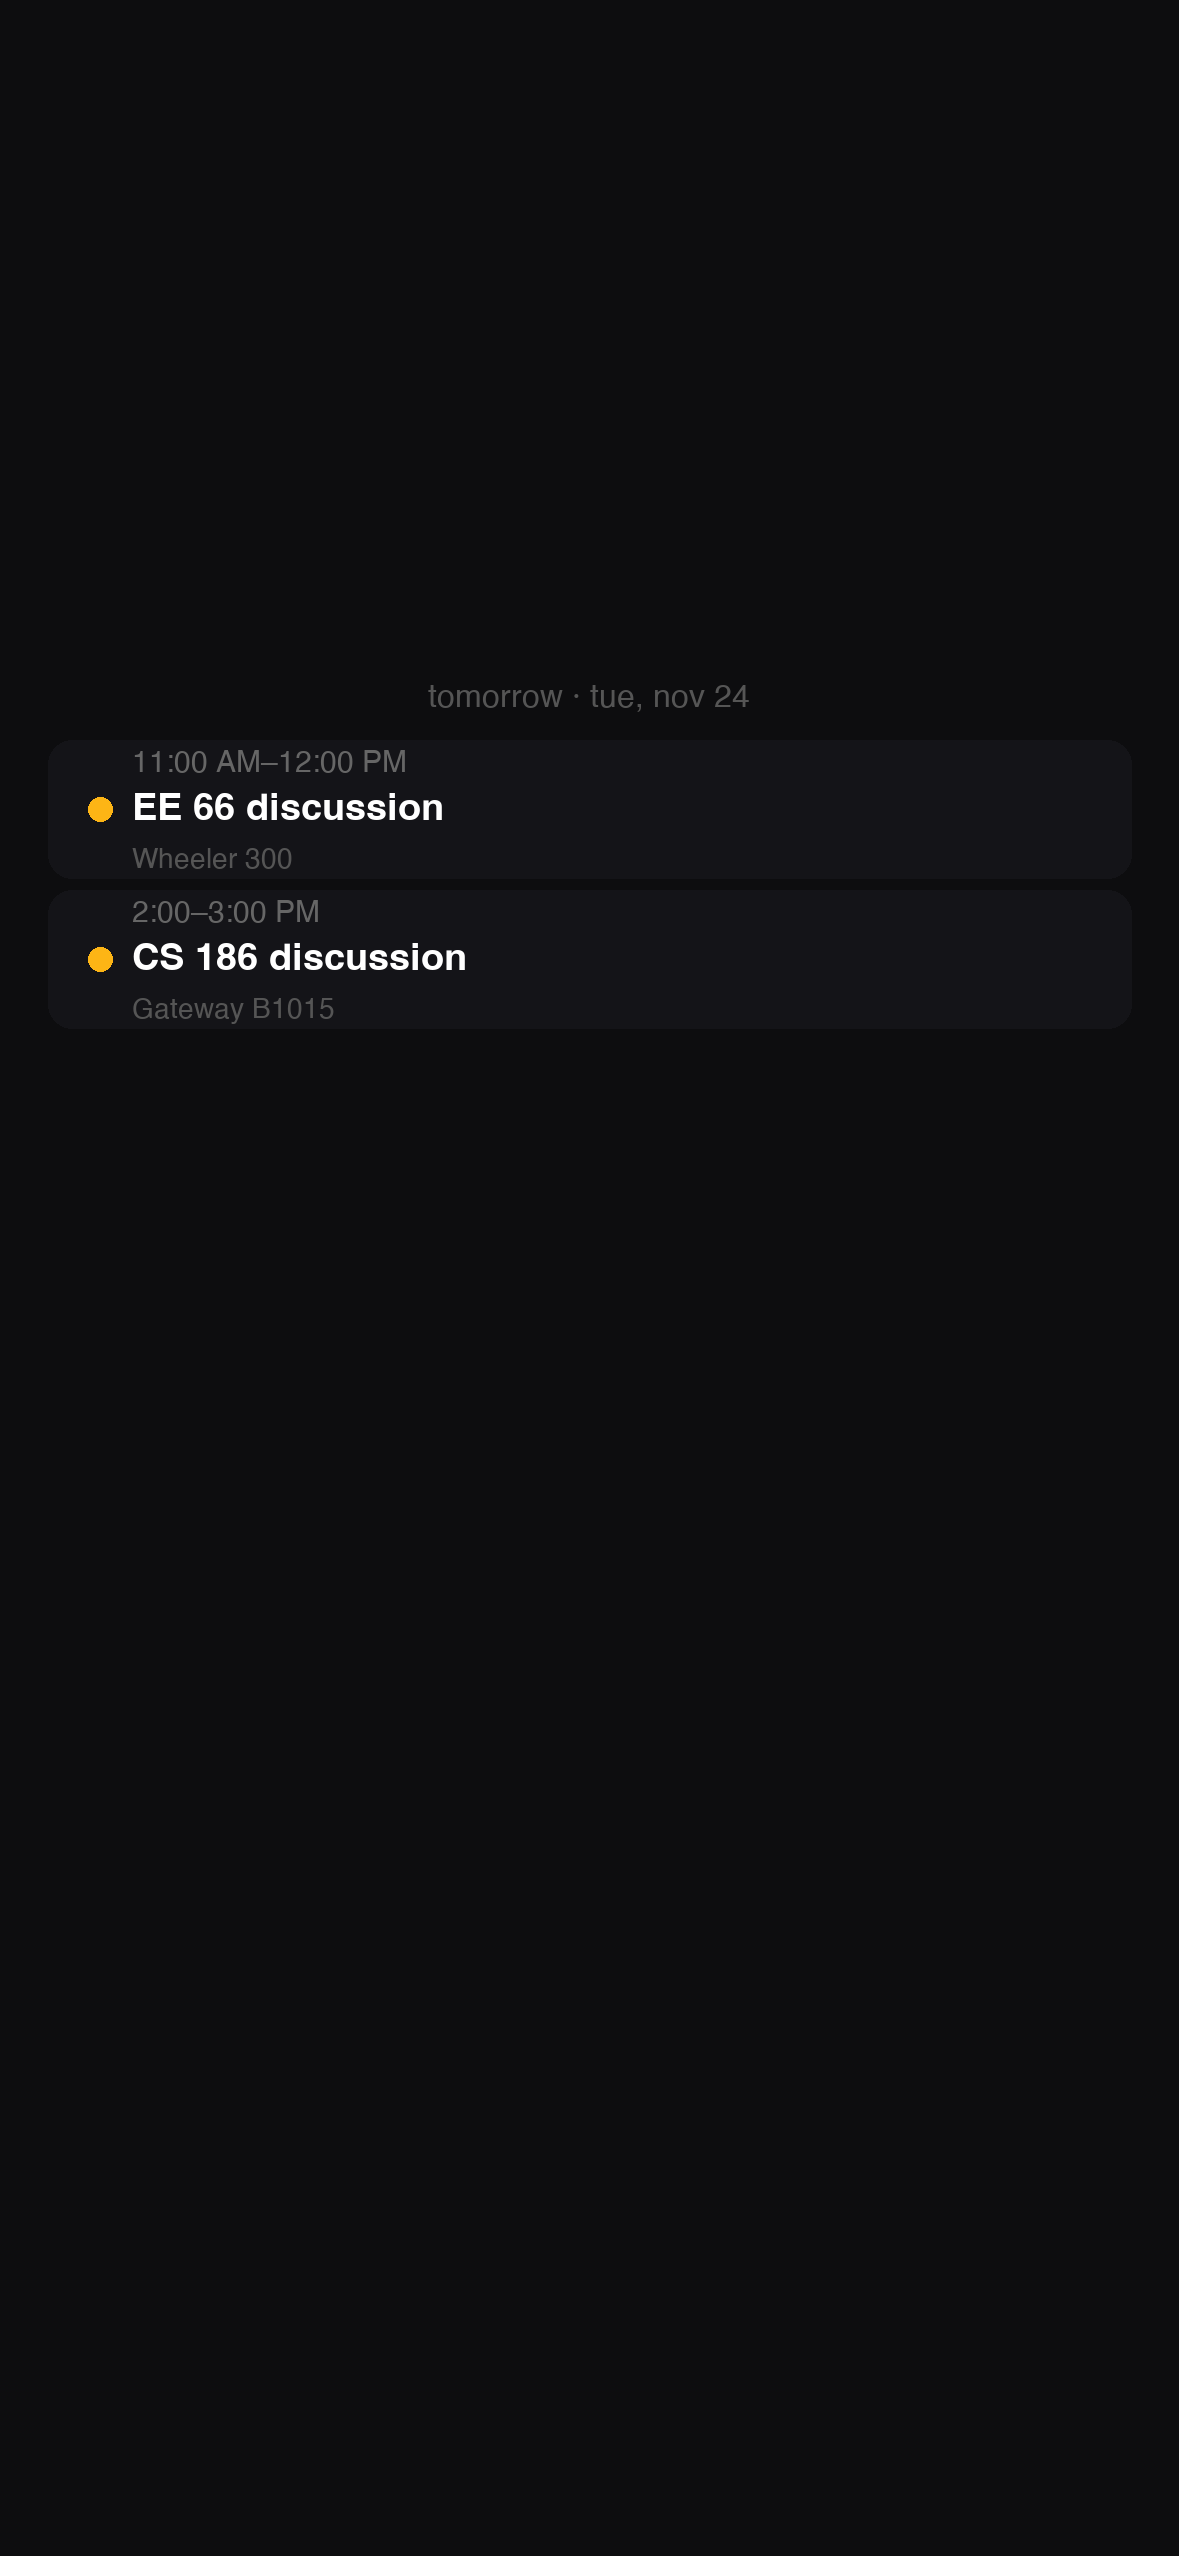 tomorrow · tue, nov 24
11:00 AM–12:00 PM
EE 66 discussion
Wheeler 300
2:00–3:00 PM
CS 186 discussion
Gateway B1015